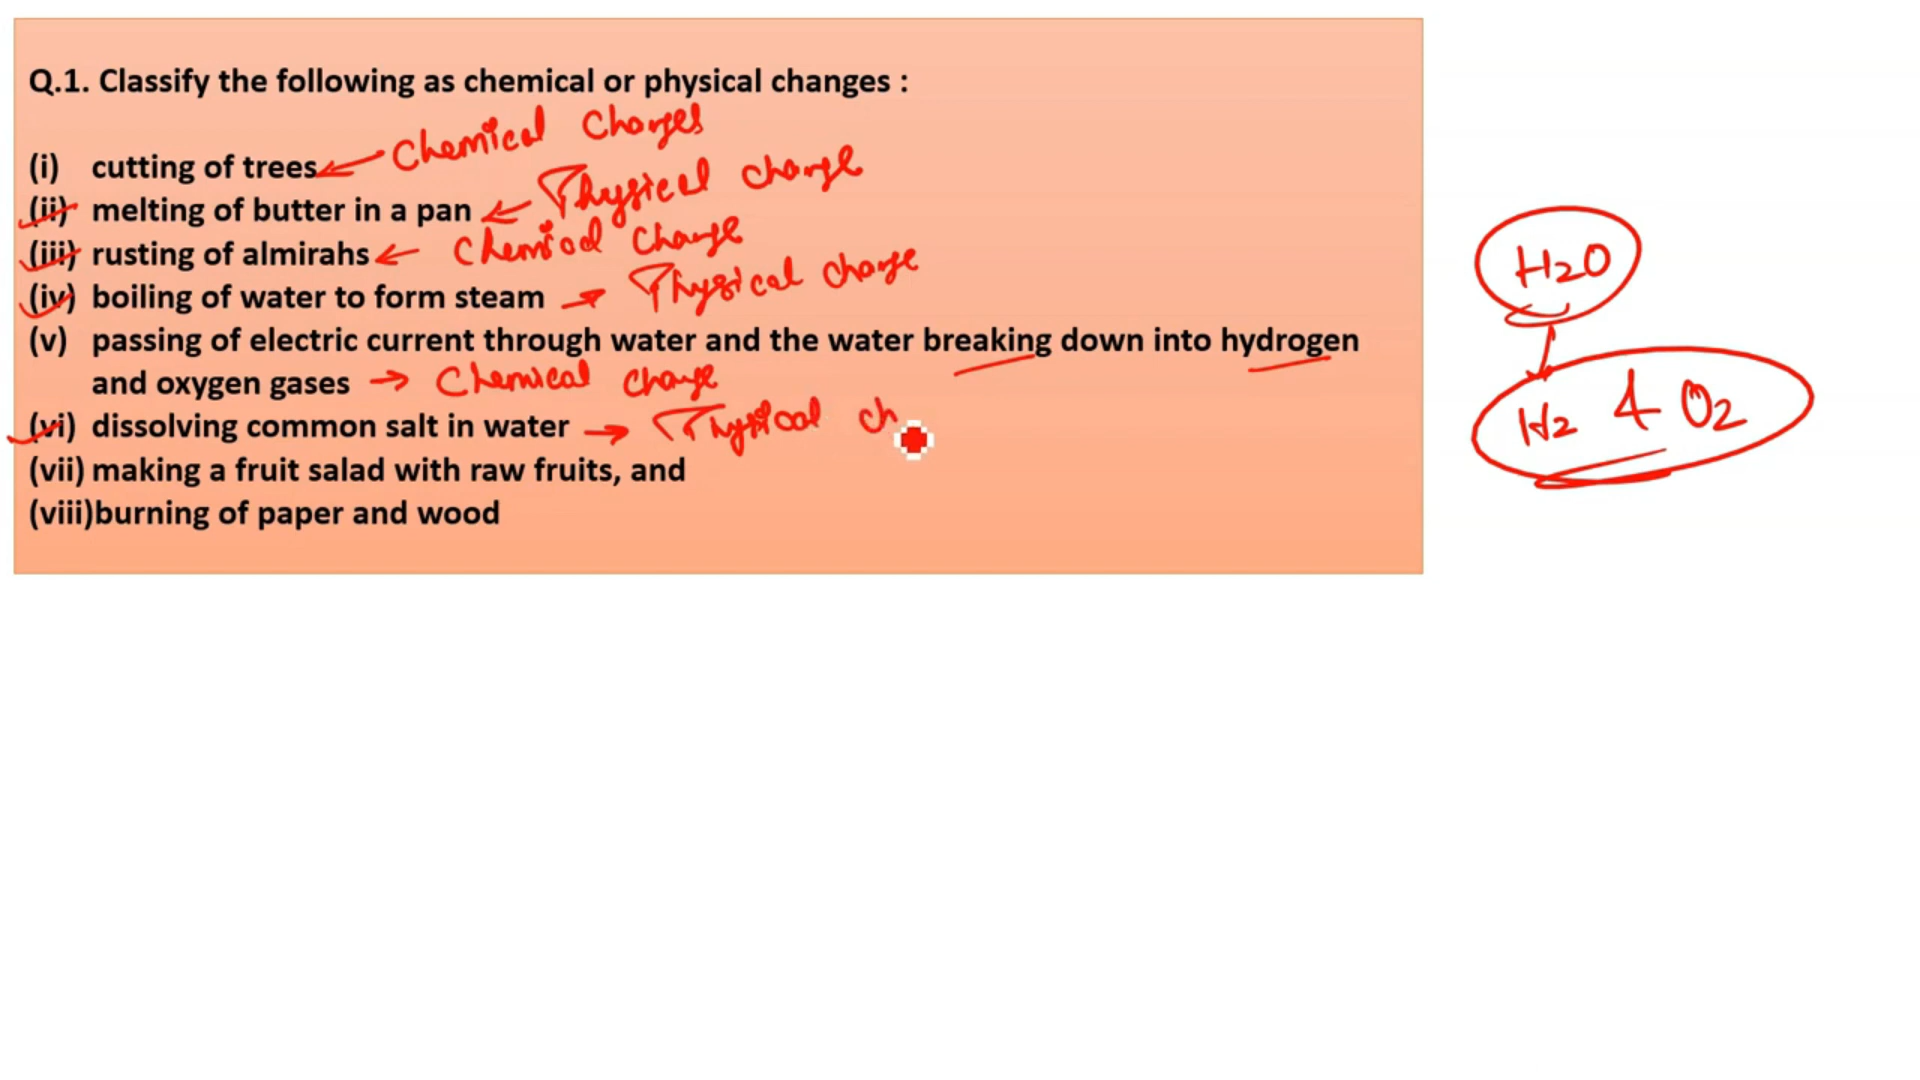 Q.1. Classify the following as chemical or physical changes :
(i) cutting of trees ← Chemical Changes
(ii) melting of butter in a pan ← Physical change
(iii) rusting of almirahs ← Chemical change
(iv) boiling of water to form steam → Physical change
(v) passing of electric current through water and the water breaking down into hydrogen
and oxygen gases → Chemical change
(vi) dissolving common salt in water → Physical ch
(vii) making a fruit salad with raw fruits, and
(viii)burning of paper and wood
H2O
H2 & O2